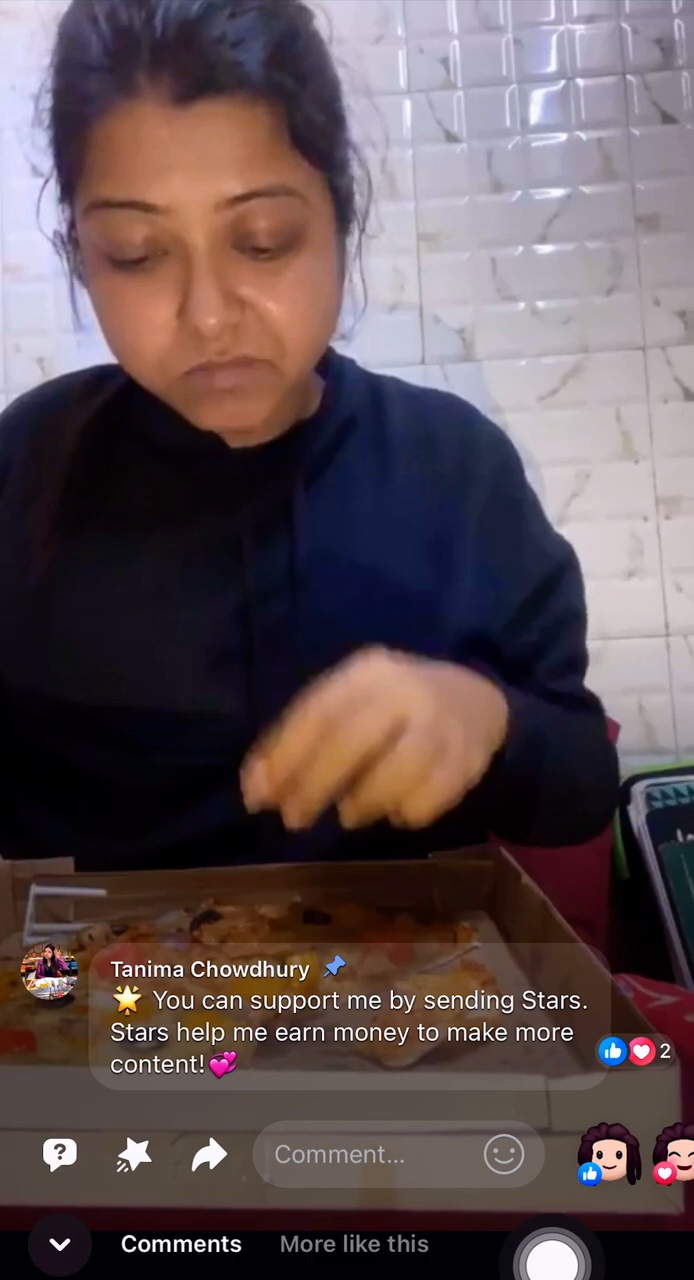 Tanima Chowdhury 📌
🌟 You can support me by sending Stars.
Stars help me earn money to make more
content!💞
2
Comment...
Comments More like this